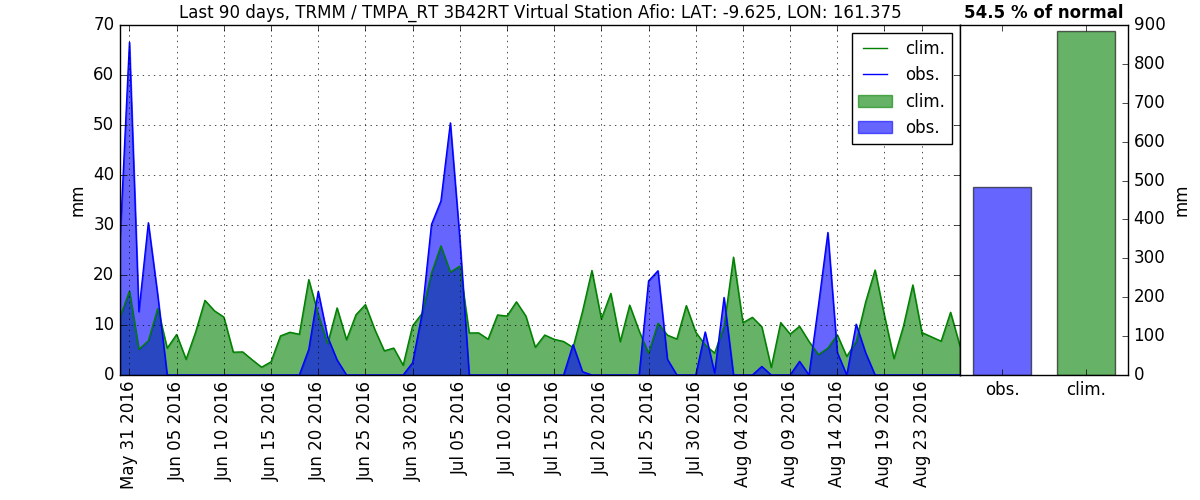 Last 90 days, TRMM / TMPA_RT 3B42RT Virtual Station Afio: LAT: -9.625, LON: 161.375
54.5 % of normal
70
60
50
40
30
20
10
0
mm
clim.
obs.
clim.
obs.
900
800
700
600
500
400
300
200
100
0
mm
May 31 2016
Jun 05 2016
Jun 10 2016
Jun 15 2016
Jun 20 2016
Jun 25 2016
Jun 30 2016
Jul 05 2016
Jul 10 2016
Jul 15 2016
Jul 20 2016
Jul 25 2016
Jul 30 2016
Aug 04 2016
Aug 09 2016
Aug 14 2016
Aug 19 2016
Aug 23 2016
obs.
clim.